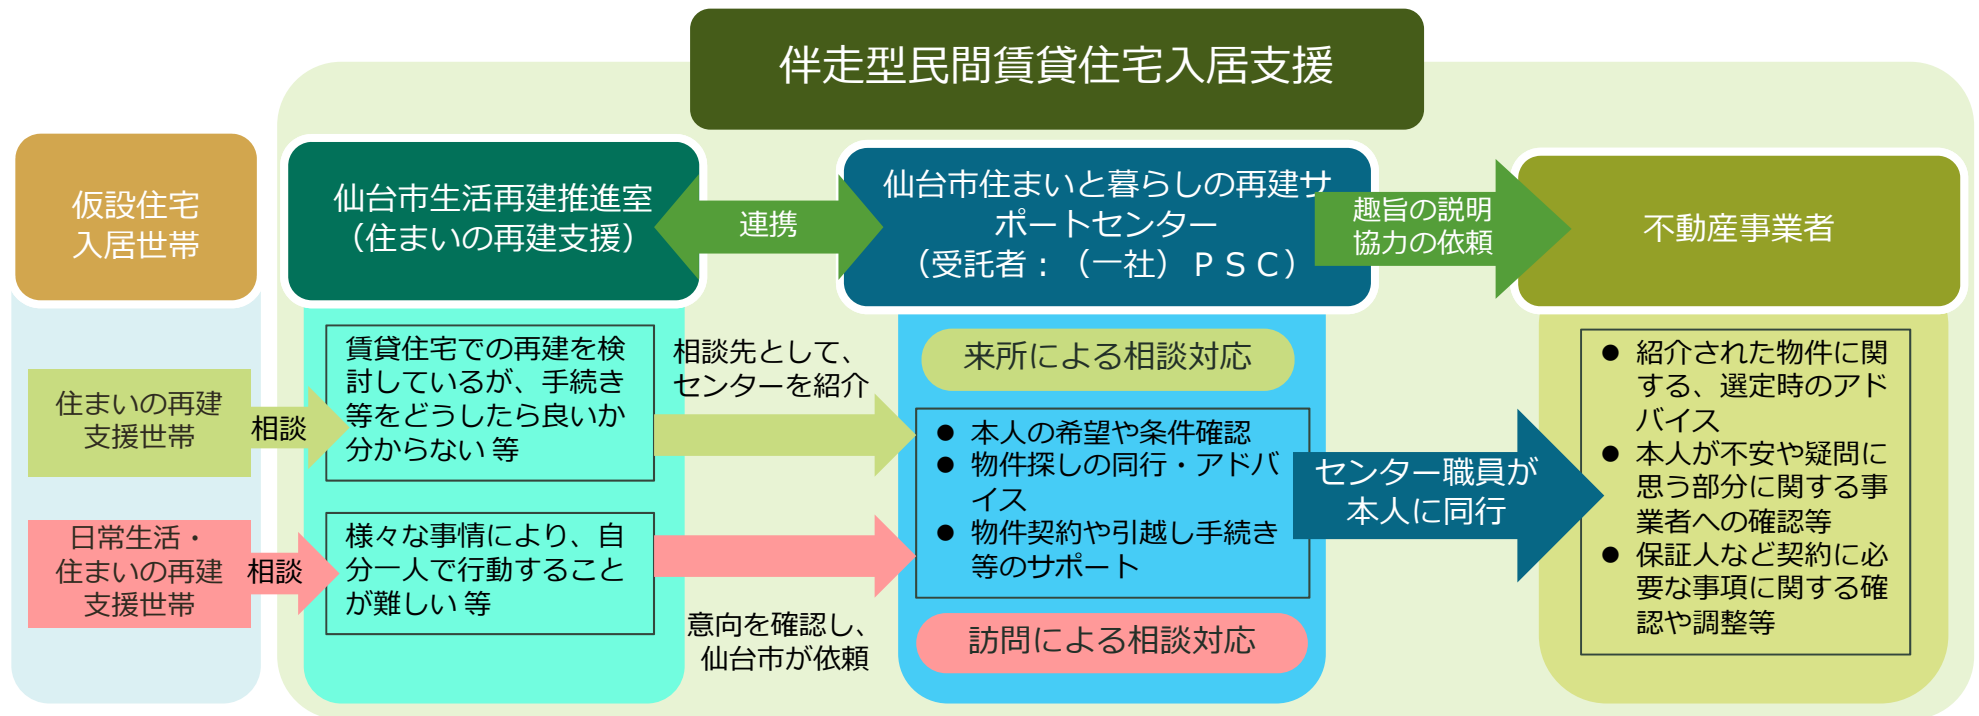 伴走型民間賃貸住宅入居支援
仮設住宅
入居世帯
仙台市生活再建推進室
（住まいの再建支援）
連携
仙台市住まいと暮らしの再建サ
ポートセンター
（受託者：（一社）ＰＳＣ）
趣旨の説明
協力の依頼
不動産事業者
住まいの再建
支援世帯
相談
賃貸住宅での再建を検
討しているが、手続き
等をどうしたら良いか
分からない 等
相談先として、
センターを紹介
日常生活・
住まいの再建
支援世帯
相談
様々な事情により、自
分一人で行動すること
が難しい 等
意向を確認し、
仙台市が依頼
来所による相談対応
● 本人の希望や条件確認
● 物件探しの同行・アドバ
イス
● 物件契約や引越し手続き
等のサポート
訪問による相談対応
センター職員が
本人に同行
● 紹介された物件に関
する、選定時のアド
バイス
● 本人が不安や疑問に
思う部分に関する事
業者への確認等
● 保証人など契約に必
要な事項に関する確
認や調整等